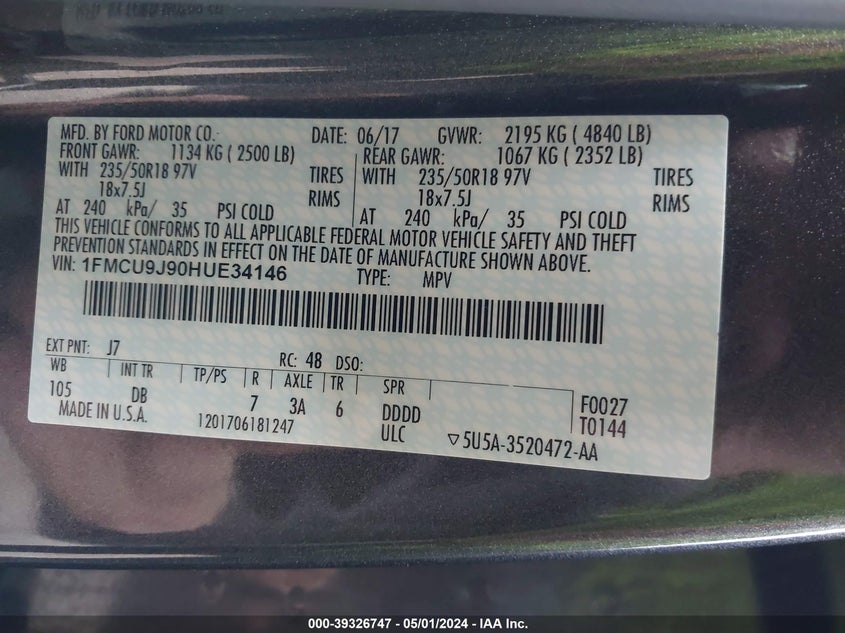 MFD. BY FORD MOTOR CO. DATE: 06/17 GVWR: 2195 KG ( 4840 LB)
FRONT GAWR: 1134 KG ( 2500 LB) REAR GAWR: 1067 KG ( 2352 LB)
WITH 235/50R18 97V TIRES WITH 235/50R18 97V TIRES
18x7.5J RIMS 18x7.5J RIMS
AT 240 kPa/ 35 PSI COLD AT 240 kPa/ 35 PSI COLD
THIS VEHICLE CONFORMS TO ALL APPLICABLE FEDERAL MOTOR VEHICLE SAFETY AND THEFT
PREVENTION STANDARDS IN EFFECT ON THE DATE OF MANUFACTURE SHOWN ABOVE.
VIN: 1FMCU9J90HUE34146 TYPE: MPV
EXT PNT: J7 RC: 48 DSO:
WB INT TR TP/PS R AXLE TR SPR
105 DB 7 3A 6 DDDD F0027
MADE IN U.S.A. 1201706181247 ULC T0144
▽5U5A-3520472-AA
000-39326747 - 05/01/2024 - IAA Inc.